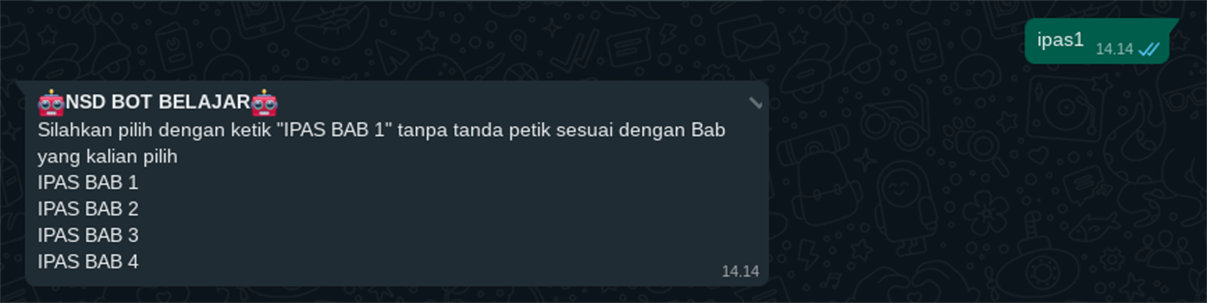 ipas1
14.14
🤖NSD BOT BELAJAR🤖
Silahkan pilih dengan ketik "IPAS BAB 1" tanpa tanda petik sesuai dengan Bab
yang kalian pilih
IPAS BAB 1
IPAS BAB 2
IPAS BAB 3
IPAS BAB 4
14.14